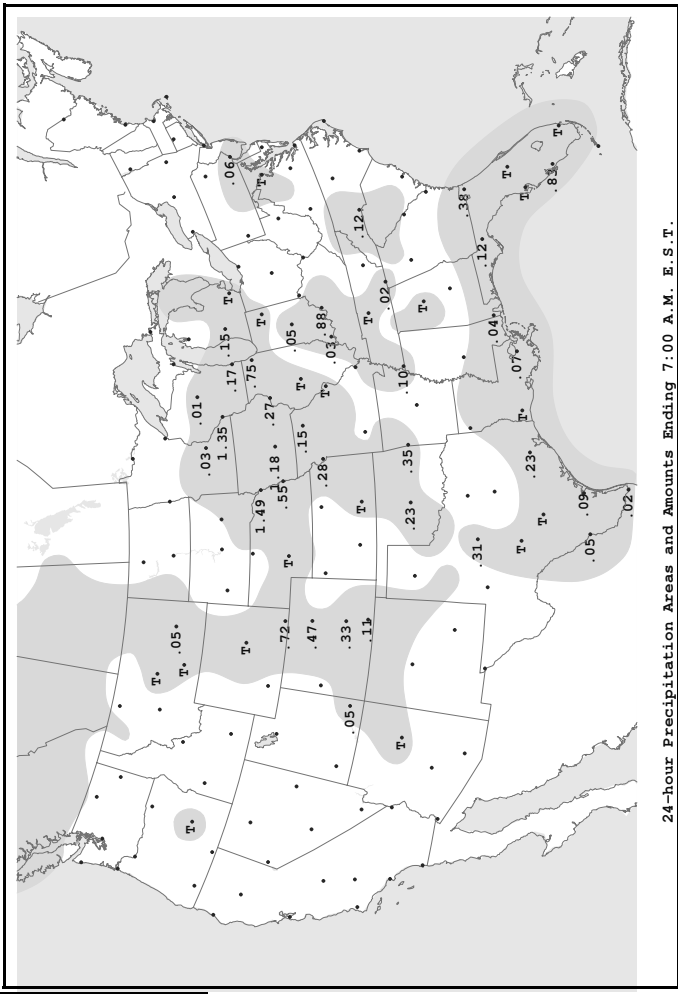 T
.05
T
T
.01
.03
1.35
.15
T
.06
.17
T
.75
1.49
T
T
.27
1.18
.55
.72
T
.05
T
.15
.47
.88
.28
T
.03
.33
.05
.12
T
.11
T
.02
T
.10
.35
.23
T
.38
.31
.12
.04
T
.07
T
T
T
.23
T
.83
T
.09
.05
.02
24-hour Precipitation Areas and Amounts Ending 7:00 A.M. E.S.T.